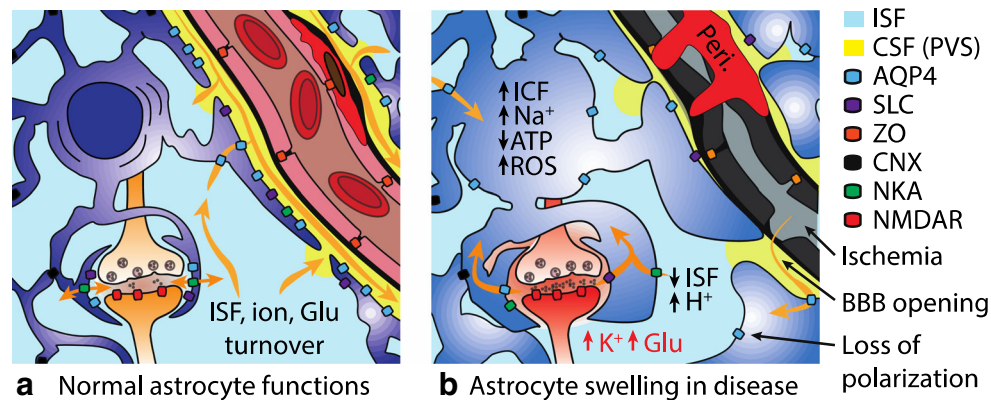 ISF, ion, Glu
turnover
a Normal astrocyte functions
Peri.
↑ICF
↑Na⁺
↓ATP
↑ROS
↓ISF
↑H⁺
↑K⁺↑Glu
b Astrocyte swelling in disease
ISF
CSF (PVS)
AQP4
SLC
ZO
CNX
NKA
NMDAR
Ischemia
BBB opening
Loss of
polarization